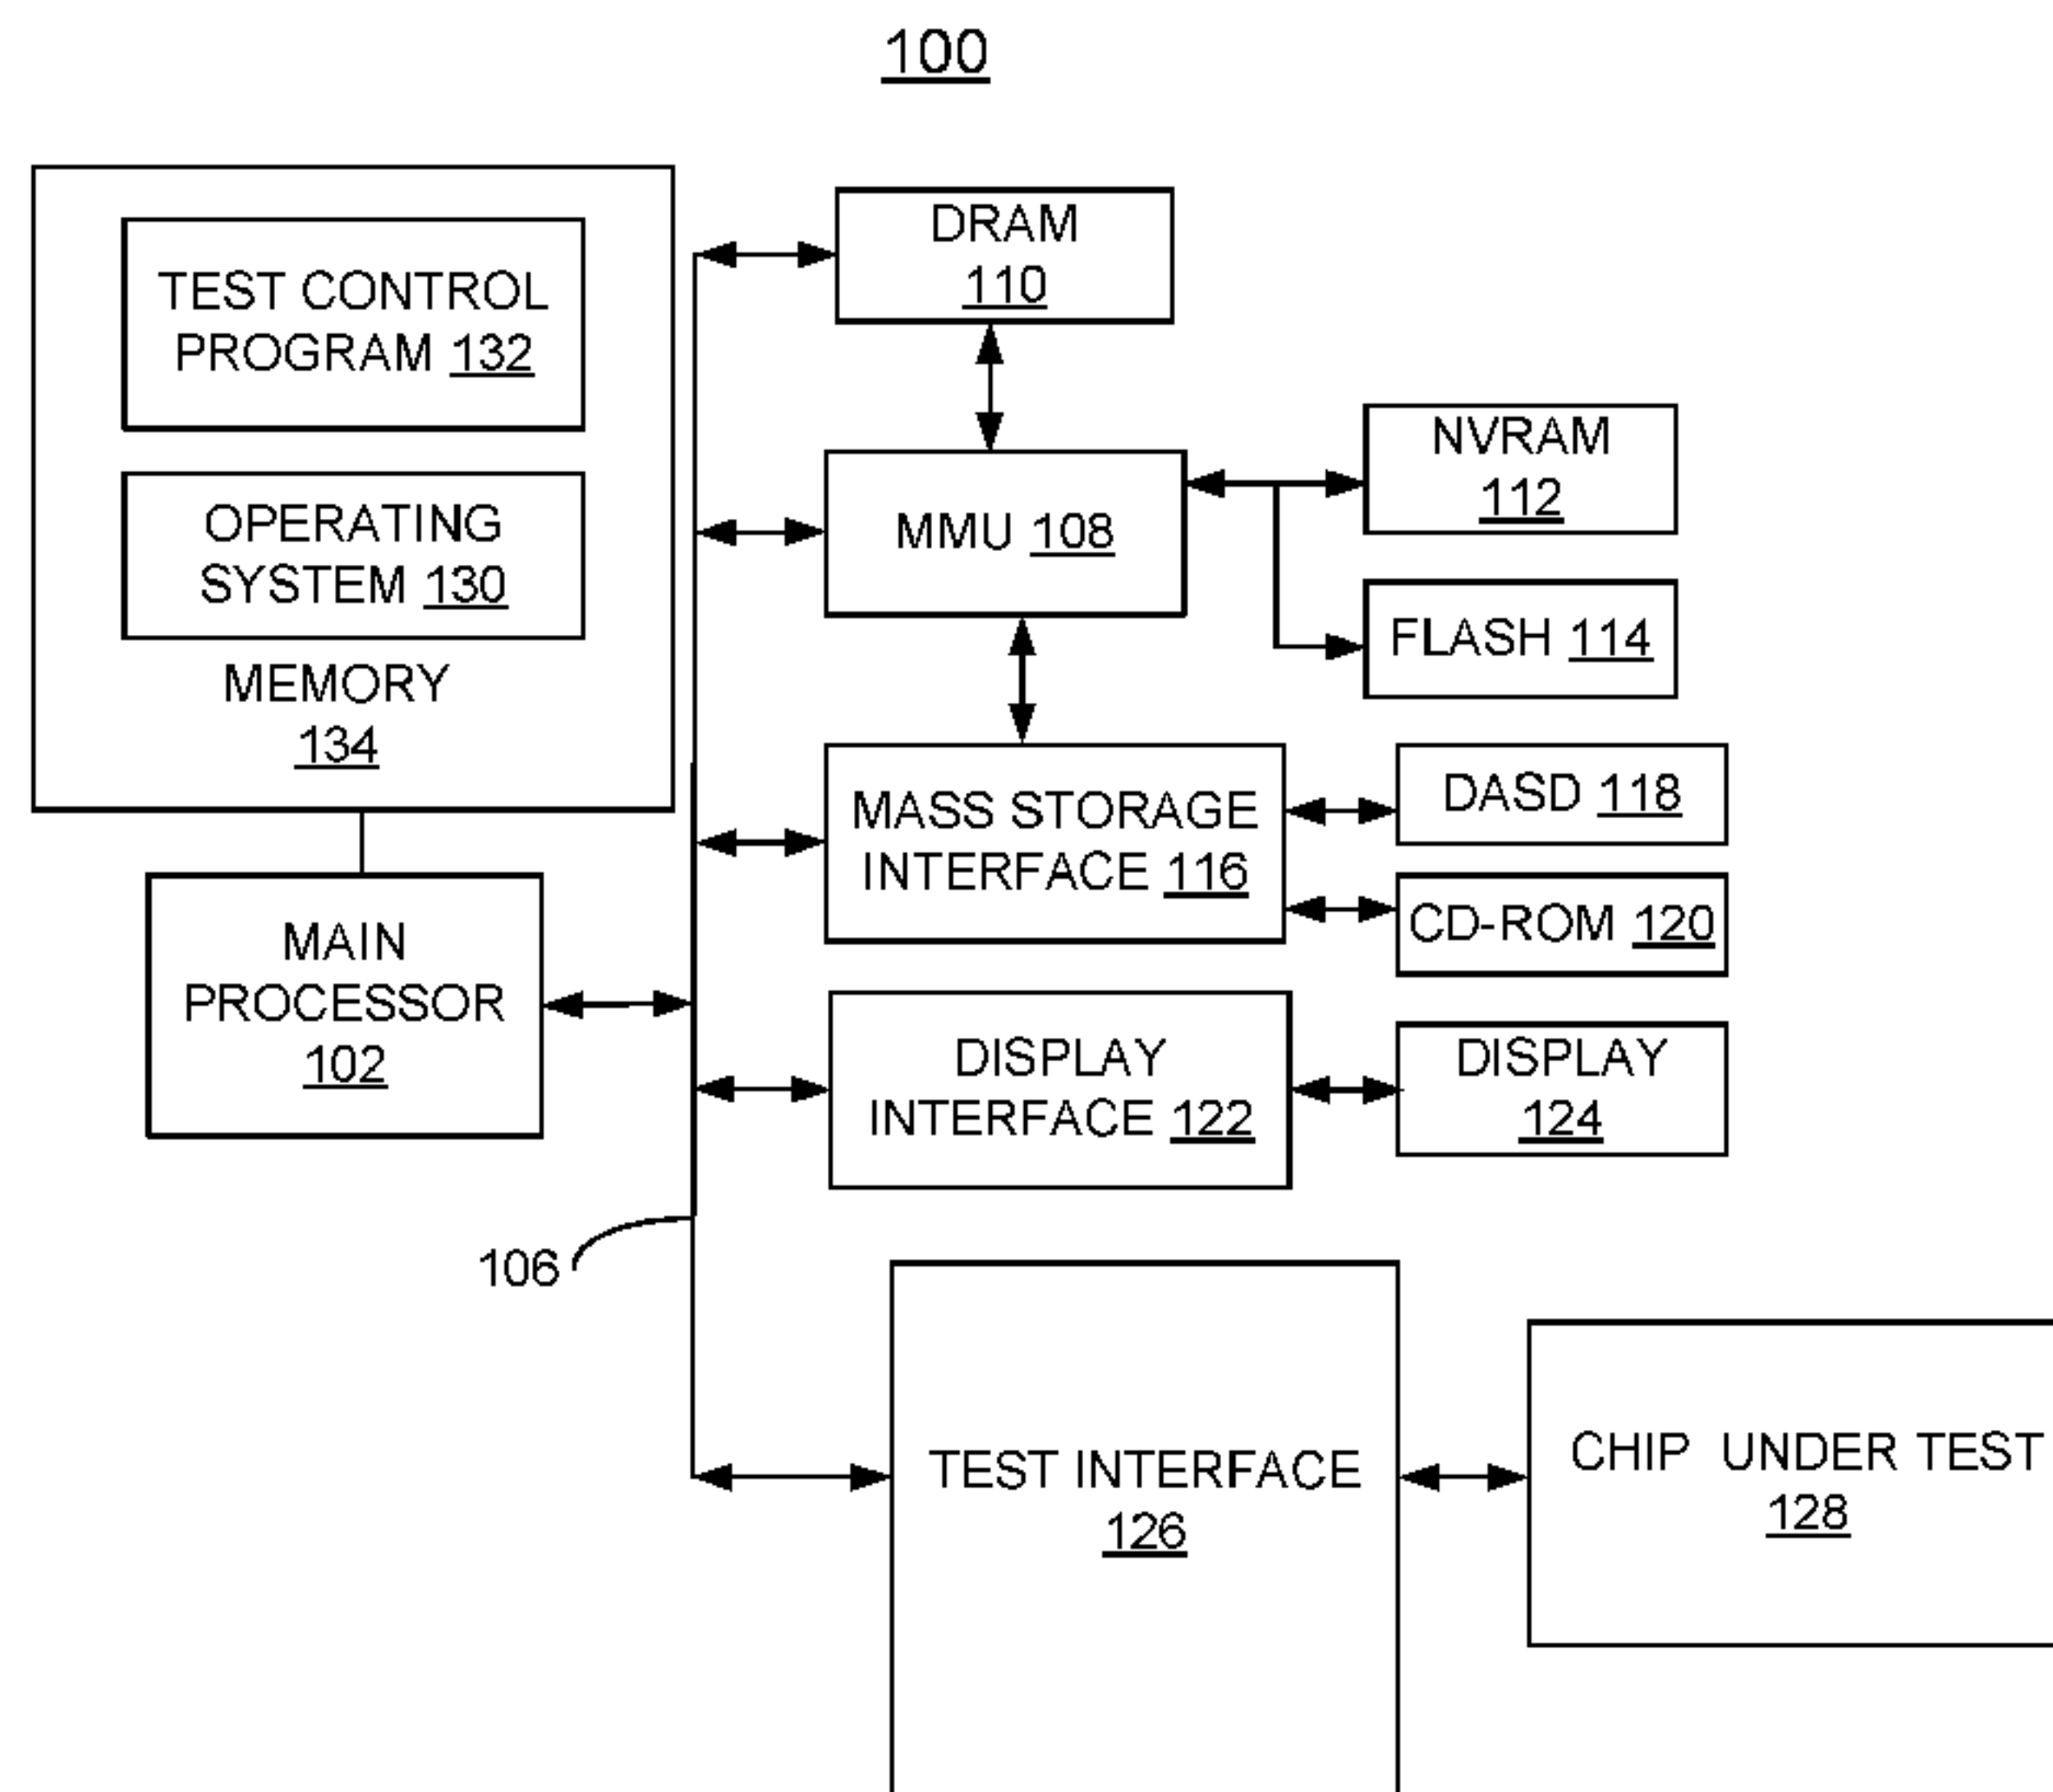 100
TEST CONTROL
PROGRAM 132
OPERATING
SYSTEM 130
MEMORY
134
MAIN
PROCESSOR
102
106
DRAM
110
MMU 108
NVRAM
112
FLASH 114
MASS STORAGE
INTERFACE 116
DASD 118
CD-ROM 120
DISPLAY
INTERFACE 122
DISPLAY
124
TEST INTERFACE
126
CHIP UNDER TEST
128